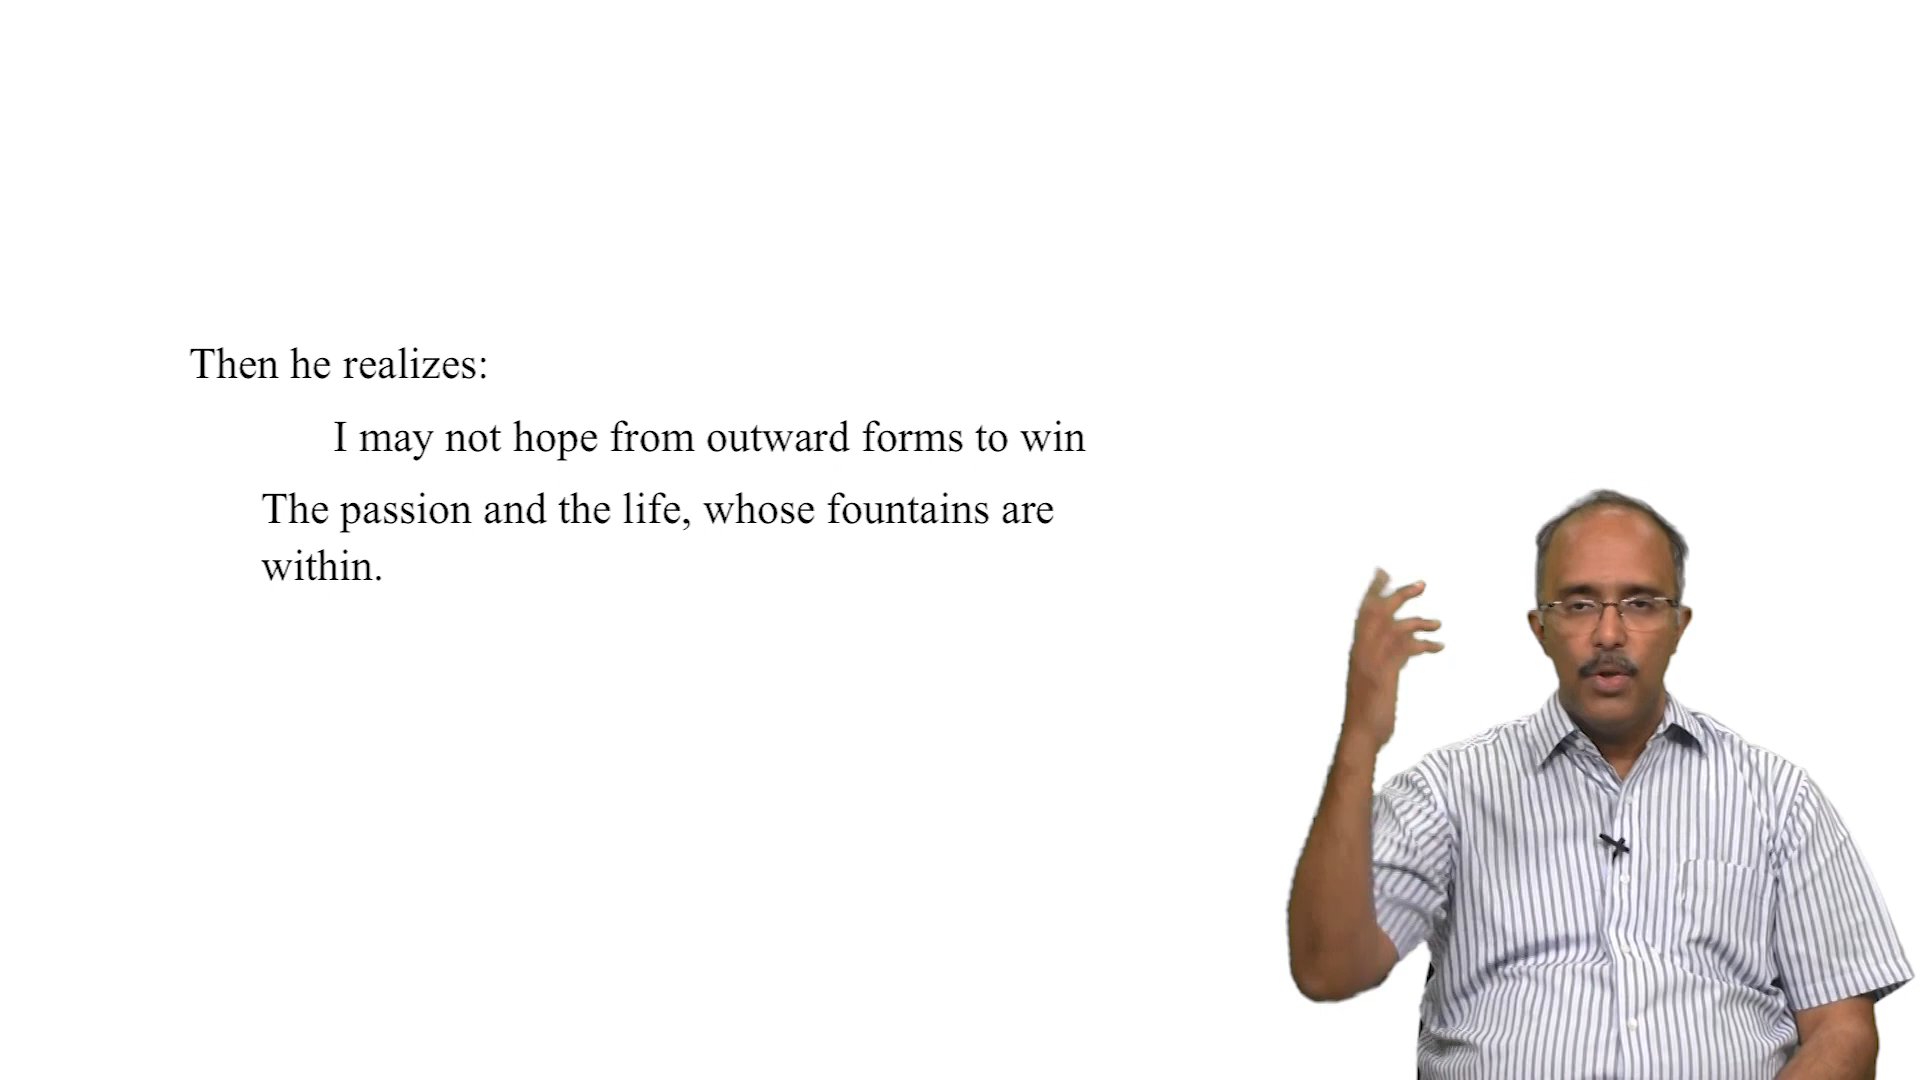 Then he realizes:
I may not hope from outward forms to win
The passion and the life, whose fountains are
within.